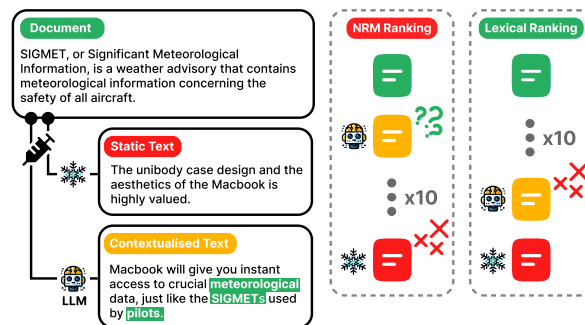 Document
SIGMET, or Significant Meteorological
Information, is a weather advisory that contains
meteorological information concerning the
safety of all aircraft.
Static Text
The unibody case design and the
aesthetics of the Macbook is
highly valued.
Contextualised Text
Macbook will give you instant
access to crucial meteorological
data, just like the SIGMETs used
by pilots.
LLM
NRM Ranking
???
x10
Lexical Ranking
x10